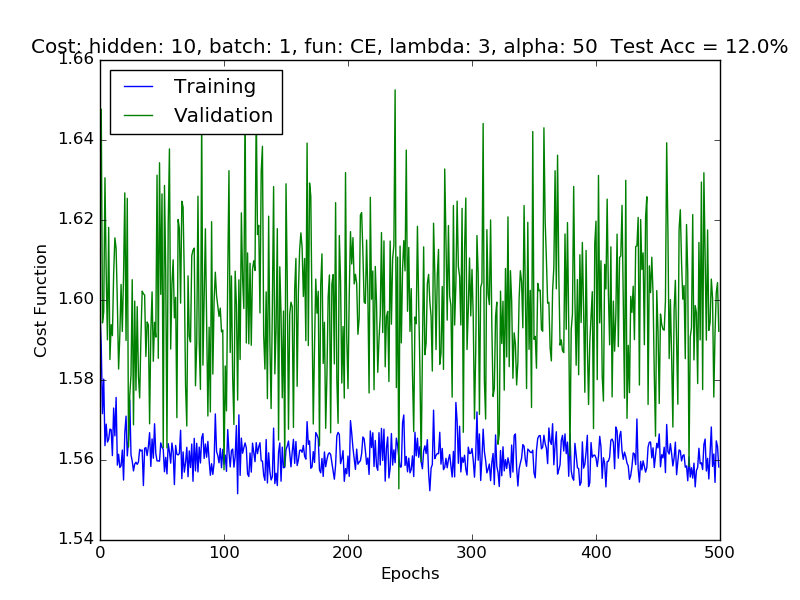 Cost: hidden: 10, batch: 1, fun: CE, lambda: 3, alpha: 50  Test Acc = 12.0%
1.66
Training
Validation
1.64
1.62
1.60
1.58
1.56
1.54
Cost Function
0 100 200 300 400 500
Epochs